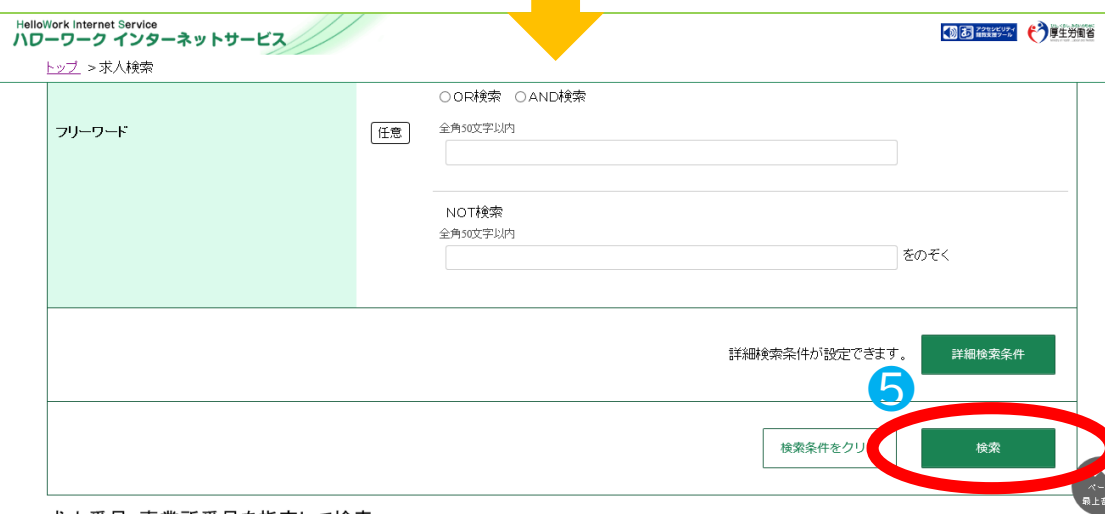 HelloWork Internet Service
ハローワーク インターネットサービス
厚生労働省
トップ >求人検索
OR検索 AND検索
フリーワード
任意
全角50文字以内
NOT検索
全角50文字以内
をのぞく
詳細検索条件が設定できます。
詳細検索条件
5
検索条件をクリ
検索